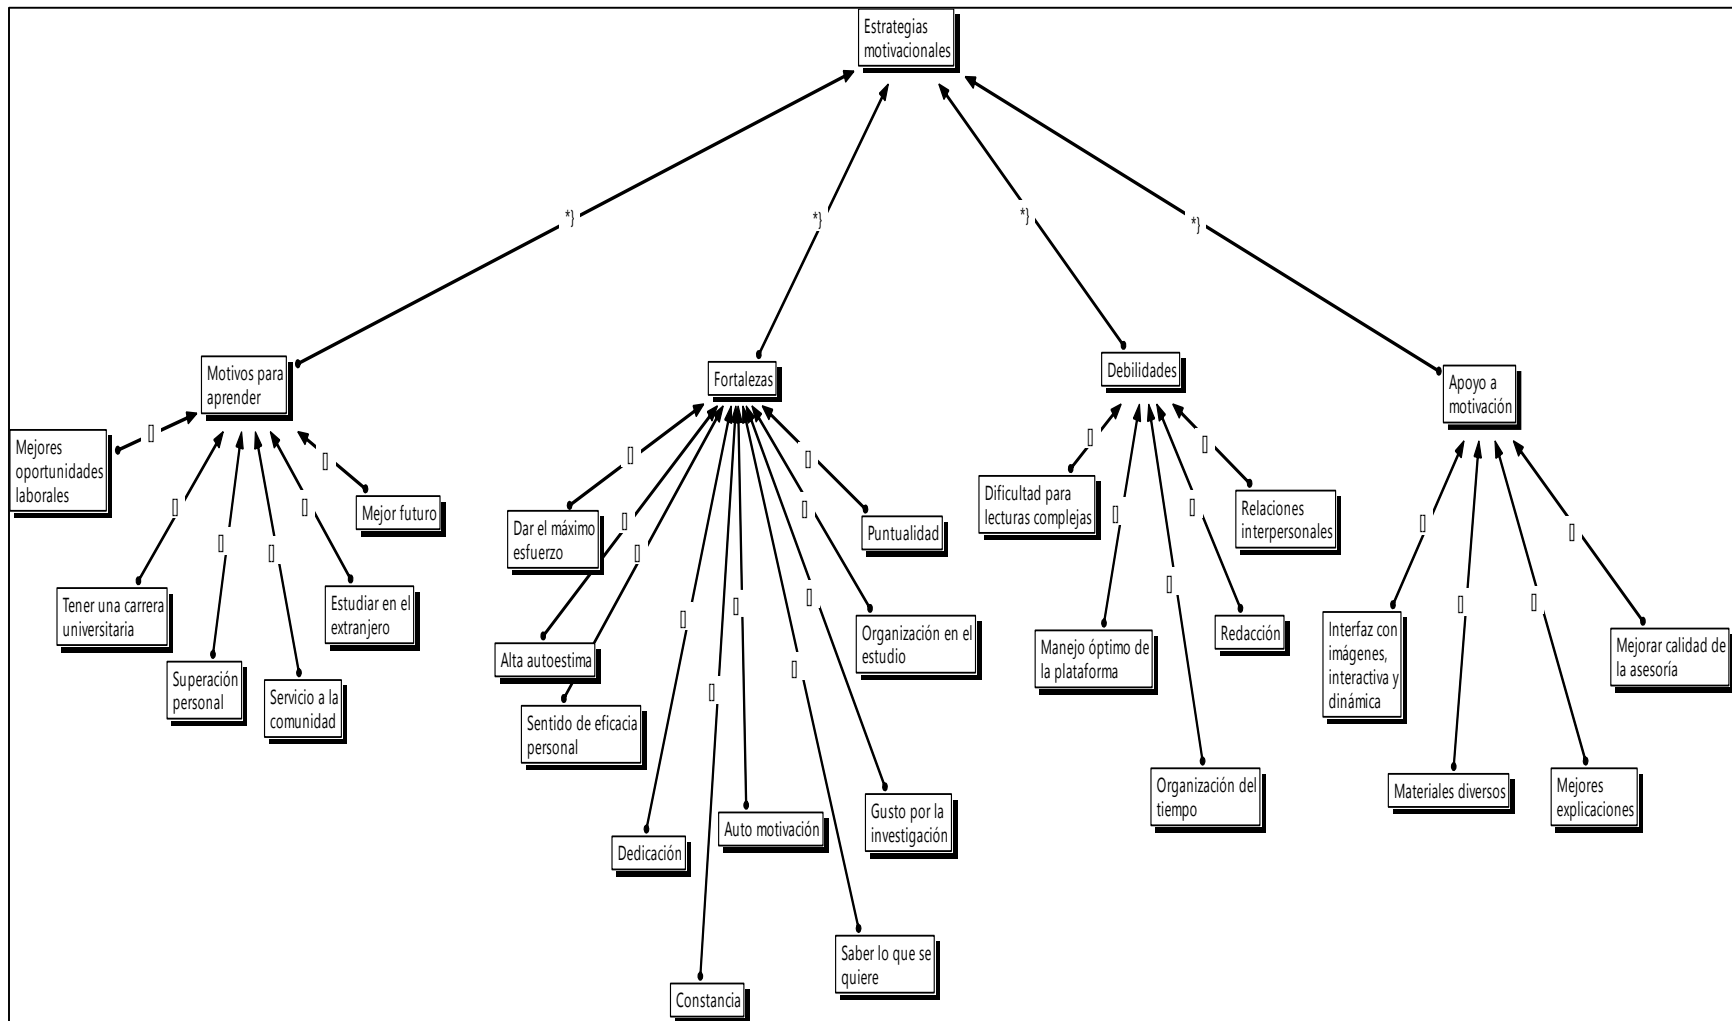 Estrategias
motivacionales
*}
*}
*}
*}
Motivos para
aprender
Fortalezas
Debilidades
Apoyo a
motivación
Mejores
oportunidades
laborales
Tener una carrera
universitaria
Superación
personal
Servicio a la
comunidad
Estudiar en el
extranjero
Mejor futuro
Dar el máximo
esfuerzo
Alta autoestima
Sentido de eficacia
personal
Dedicación
Constancia
Auto motivación
Saber lo que se
quiere
Gusto por la
investigación
Organización en el
estudio
Puntualidad
Dificultad para
lecturas complejas
Manejo óptimo de
la plataforma
Organización del
tiempo
Redacción
Relaciones
interpersonales
Interfaz con
imágenes,
interactiva y
dinámica
Materiales diversos
Mejores
explicaciones
Mejorar calidad de
la asesoría